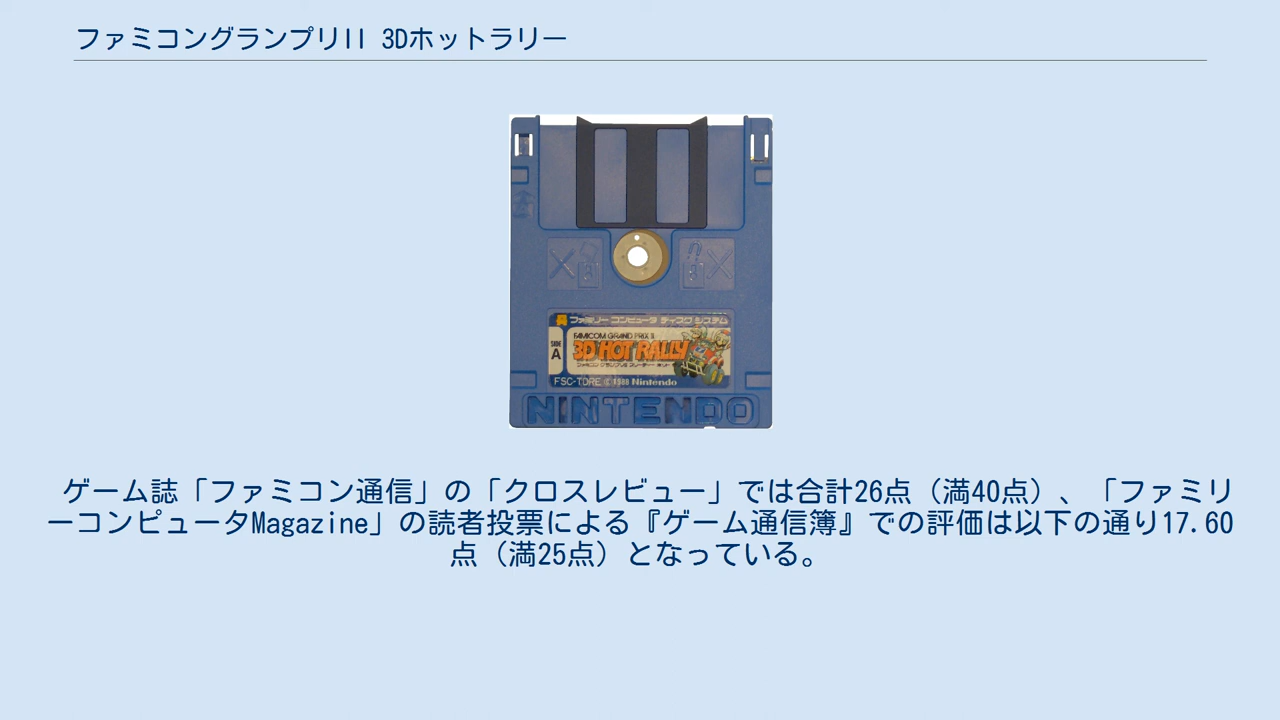 ファミコングランプリII 3Dホットラリー
ファミリーコンピュータ ディスクシステム
SIDE
A
FAMICOM GRAND PRIX II
3D HOT RALLY
FSC-TDRE © 1988 Nintendo
NINTENDO
ゲーム誌「ファミコン通信」の「クロスレビュー」では合計26点（満40点）、「ファミリ
ーコンピュータMagazine」の読者投票による『ゲーム通信簿』での評価は以下の通り17.60
点（満25点）となっている。